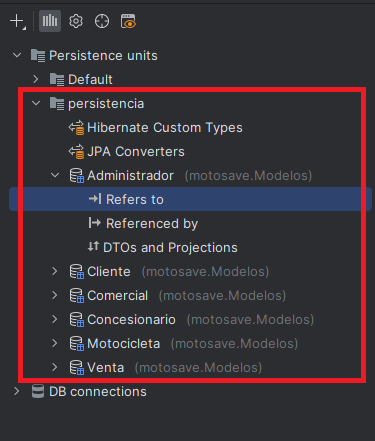 Persistence units
Default
persistencia
Hibernate Custom Types
JPA Converters
Administrador (motosave.Modelos)
Refers to
Referenced by
DTOs and Projections
Cliente (motosave.Modelos)
Comercial (motosave.Modelos)
Concesionario (motosave.Modelos)
Motocicleta (motosave.Modelos)
Venta (motosave.Modelos)
DB connections